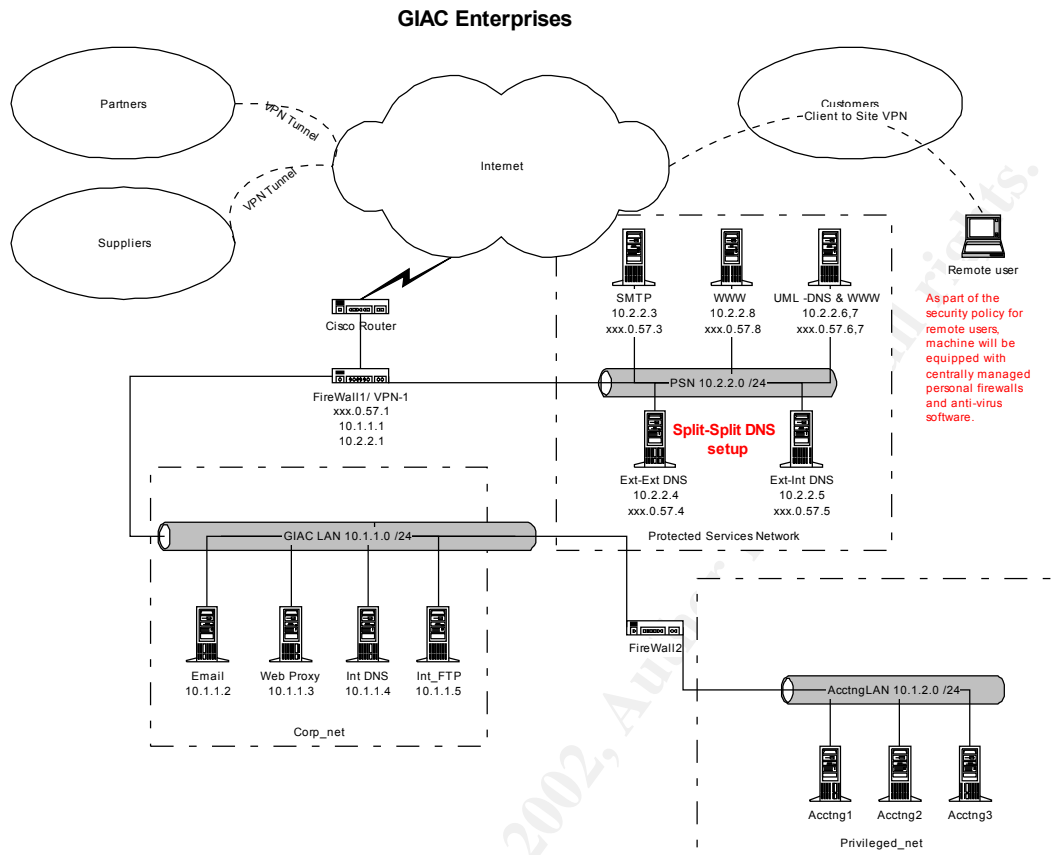 GIAC Enterprises
Partners
VPN Tunnel
Suppliers
VPN Tunnel
Internet
Customers
Client to Site VPN
Remote user
As part of the
security policy for
remote users,
machine will be
equipped with
centrally managed
personal firewalls
and anti-virus
software.
Cisco Router
FireWall1/ VPN-1
xxx.0.57.1
10.1.1.1
10.2.2.1
SMTP
10.2.2.3
xxx.0.57.3
WWW
10.2.2.8
xxx.0.57.8
UML -DNS & WWW
10.2.2.6,7
xxx.0.57.6,7
PSN 10.2.2.0 /24
Split-Split DNS
setup
Ext-Ext DNS
10.2.2.4
xxx.0.57.4
Ext-Int DNS
10.2.2.5
xxx.0.57.5
Protected Services Network
GIAC LAN 10.1.1.0 /24
Email
10.1.1.2
Web Proxy
10.1.1.3
Int DNS
10.1.1.4
Int_FTP
10.1.1.5
Corp_net
FireWall2
AcctngLAN 10.1.2.0 /24
Acctng1
Acctng2
Acctng3
Privileged_net
2002, Author
rights.